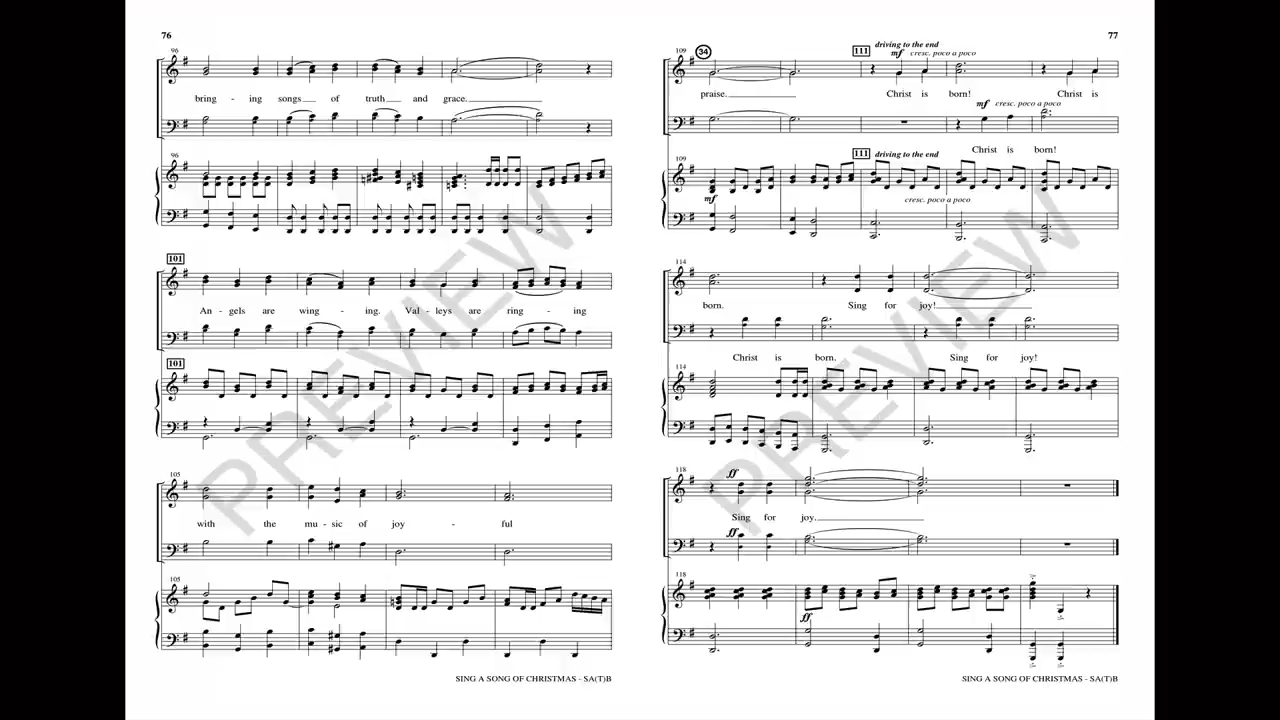 76
96
bring - ing songs of truth and grace.
96
101
An - gels are wing - ing. Val - leys are ring - ing
101
105
with the mu - sic of joy - ful
105
SING A SONG OF CHRISTMAS - SA(T)B
77
109 34 111 driving to the end
mf cresc. poco a poco
praise. Christ is born! Christ is
mf cresc. poco a poco
Christ is born!
109 111 driving to the end
mf cresc. poco a poco
114
born. Sing for joy!
Christ is born. Sing for joy!
114
118 ff
Sing for joy.
ff
118
ff
SING A SONG OF CHRISTMAS - SA(T)B
PREVIEW
PREVIEW